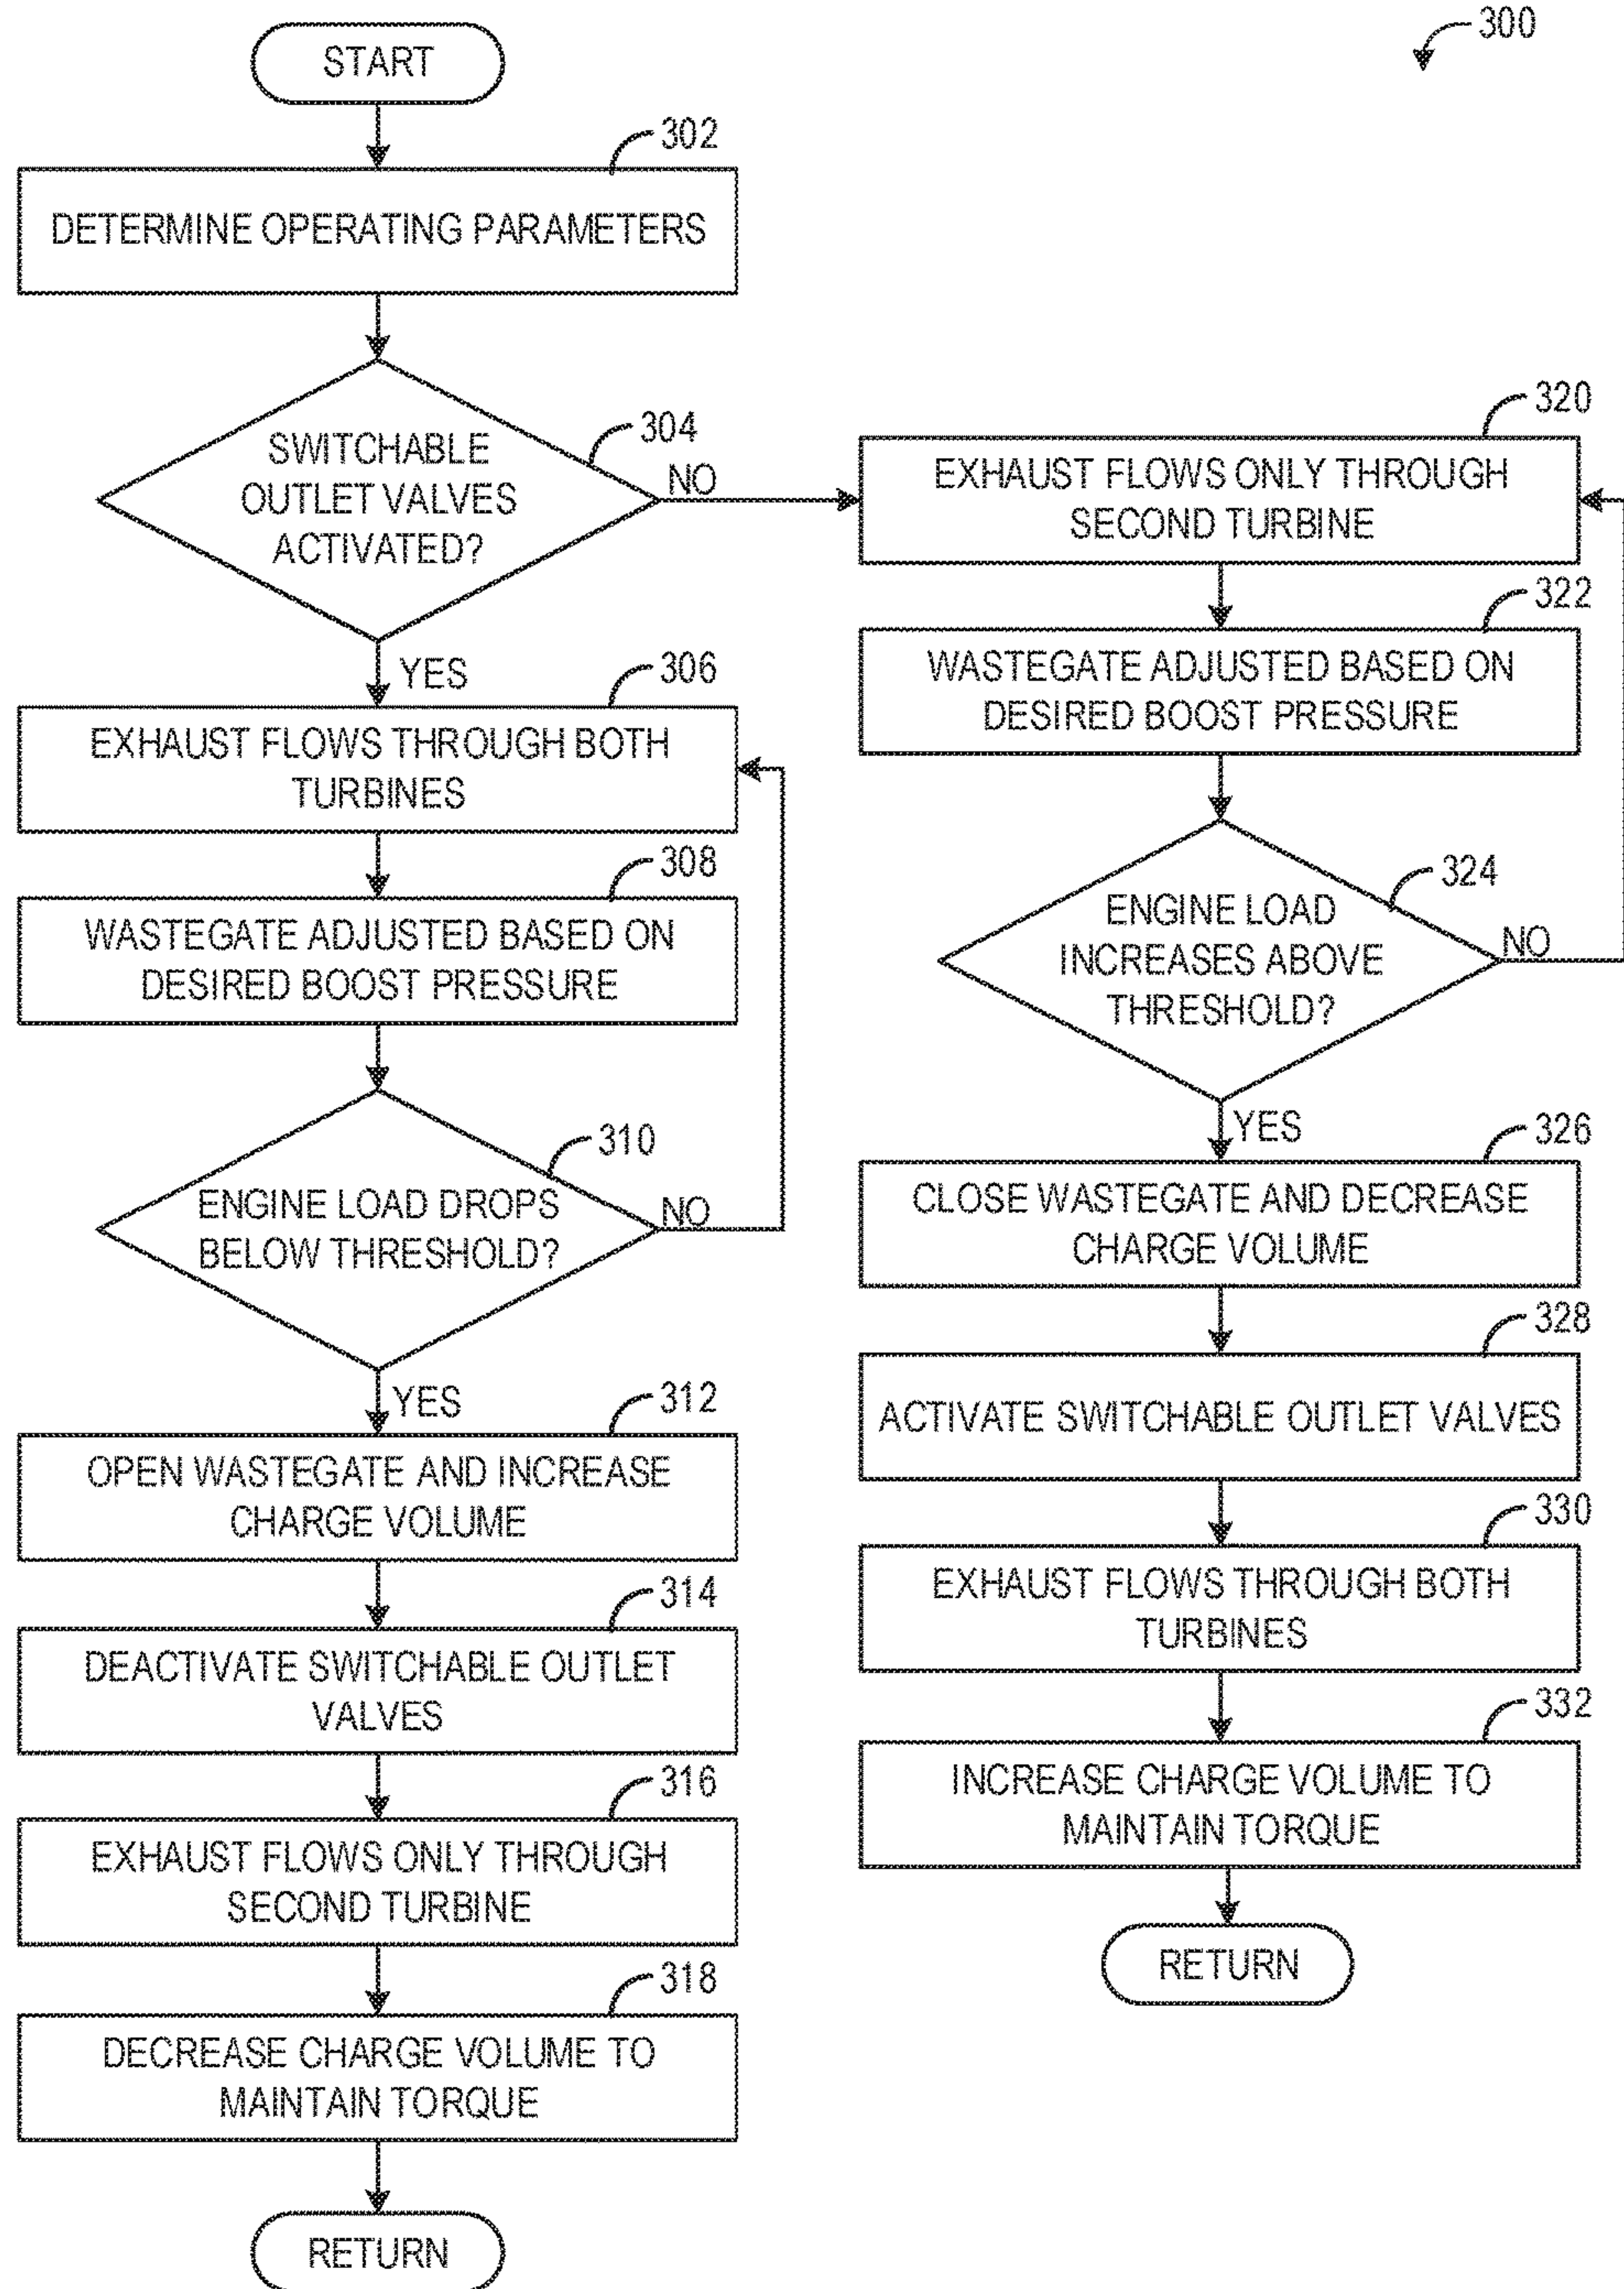 300
START
302
DETERMINE OPERATING PARAMETERS
304
SWITCHABLE
OUTLET VALVES
ACTIVATED?
NO
YES
306
EXHAUST FLOWS THROUGH BOTH
TURBINES
308
WASTEGATE ADJUSTED BASED ON
DESIRED BOOST PRESSURE
310
ENGINE LOAD DROPS
BELOW THRESHOLD?
NO
YES
312
OPEN WASTEGATE AND INCREASE
CHARGE VOLUME
314
DEACTIVATE SWITCHABLE OUTLET
VALVES
316
EXHAUST FLOWS ONLY THROUGH
SECOND TURBINE
318
DECREASE CHARGE VOLUME TO
MAINTAIN TORQUE
RETURN
320
EXHAUST FLOWS ONLY THROUGH
SECOND TURBINE
322
WASTEGATE ADJUSTED BASED ON
DESIRED BOOST PRESSURE
324
ENGINE LOAD
INCREASES ABOVE
THRESHOLD?
NO
YES
326
CLOSE WASTEGATE AND DECREASE
CHARGE VOLUME
328
ACTIVATE SWITCHABLE OUTLET VALVES
330
EXHAUST FLOWS THROUGH BOTH
TURBINES
332
INCREASE CHARGE VOLUME TO
MAINTAIN TORQUE
RETURN